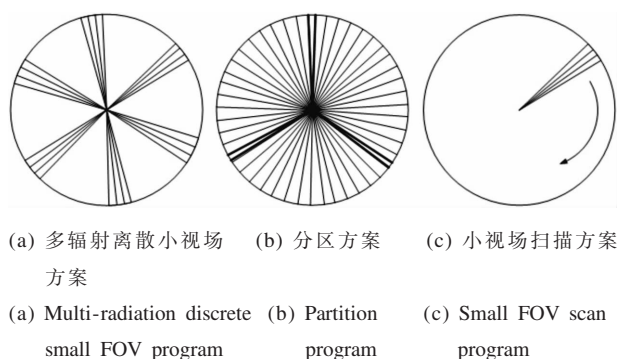 (a) 多辐射离散小视场 (b) 分区方案 (c) 小视场扫描方案
方案
(a) Multi-radiation discrete (b) Partition (c) Small FOV scan
small FOV program program program